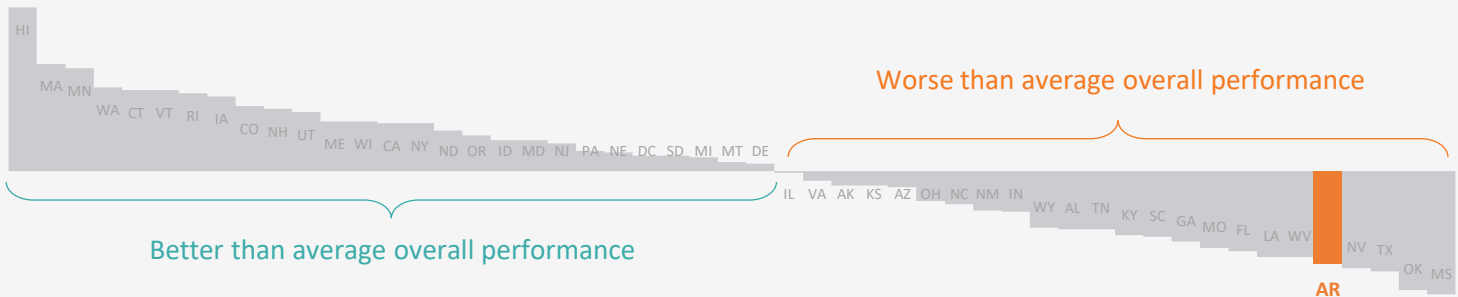 HI
MA
MN
WA
CT
VT
RI
IA
CO
NH
UT
ME
WI
CA
NY
ND
OR
ID
MD
NJ
PA
NE
DC
SD
MI
MT
DE
Worse than average overall performance
IL
VA
AK
KS
AZ
OH
NC
NM
IN
WY
AL
TN
KY
SC
GA
MO
FL
LA
WV
AR
NV
TX
OK
MS
Better than average overall performance